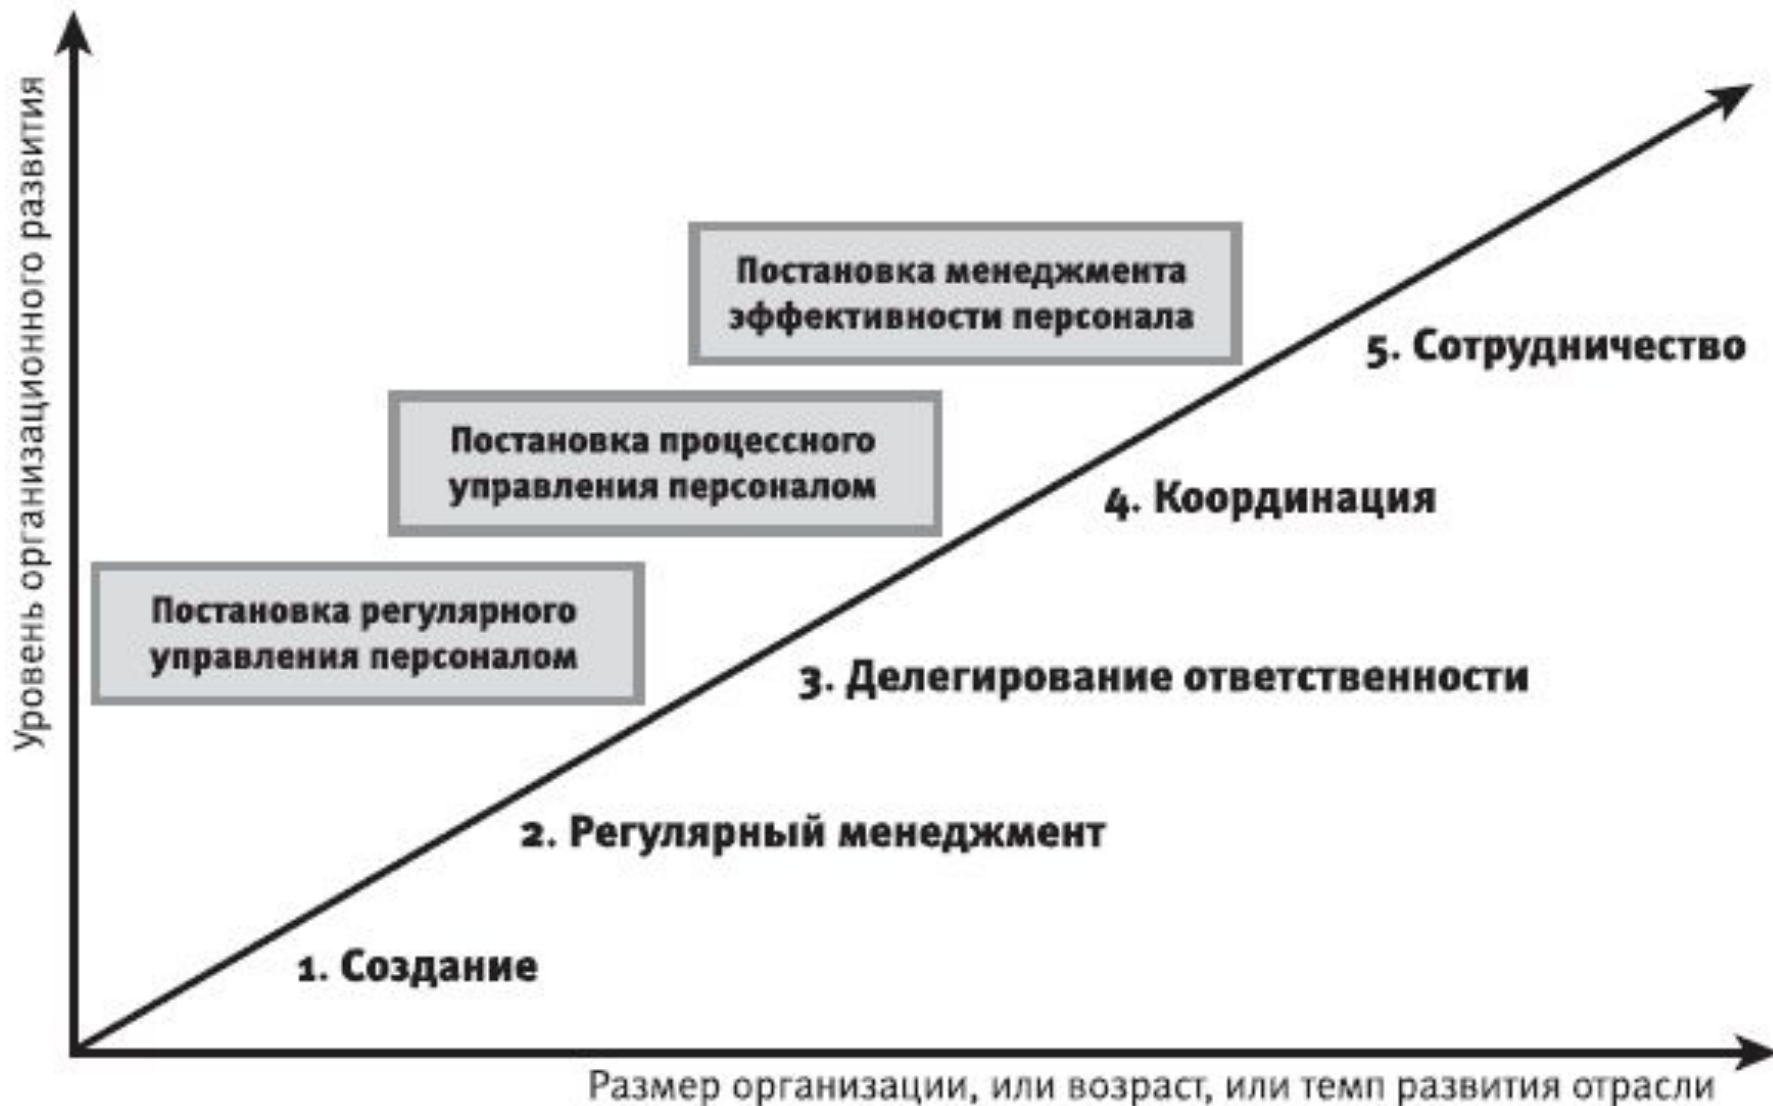 Уровень организационного развития
Постановка менеджмента
эффективности персонала
5. Сотрудничество
Постановка процессного
управления персоналом
4. Координация
Постановка регулярного
управления персоналом
3. Делегирование ответственности
2. Регулярный менеджмент
1. Создание
Размер организации, или возраст, или темп развития отрасли